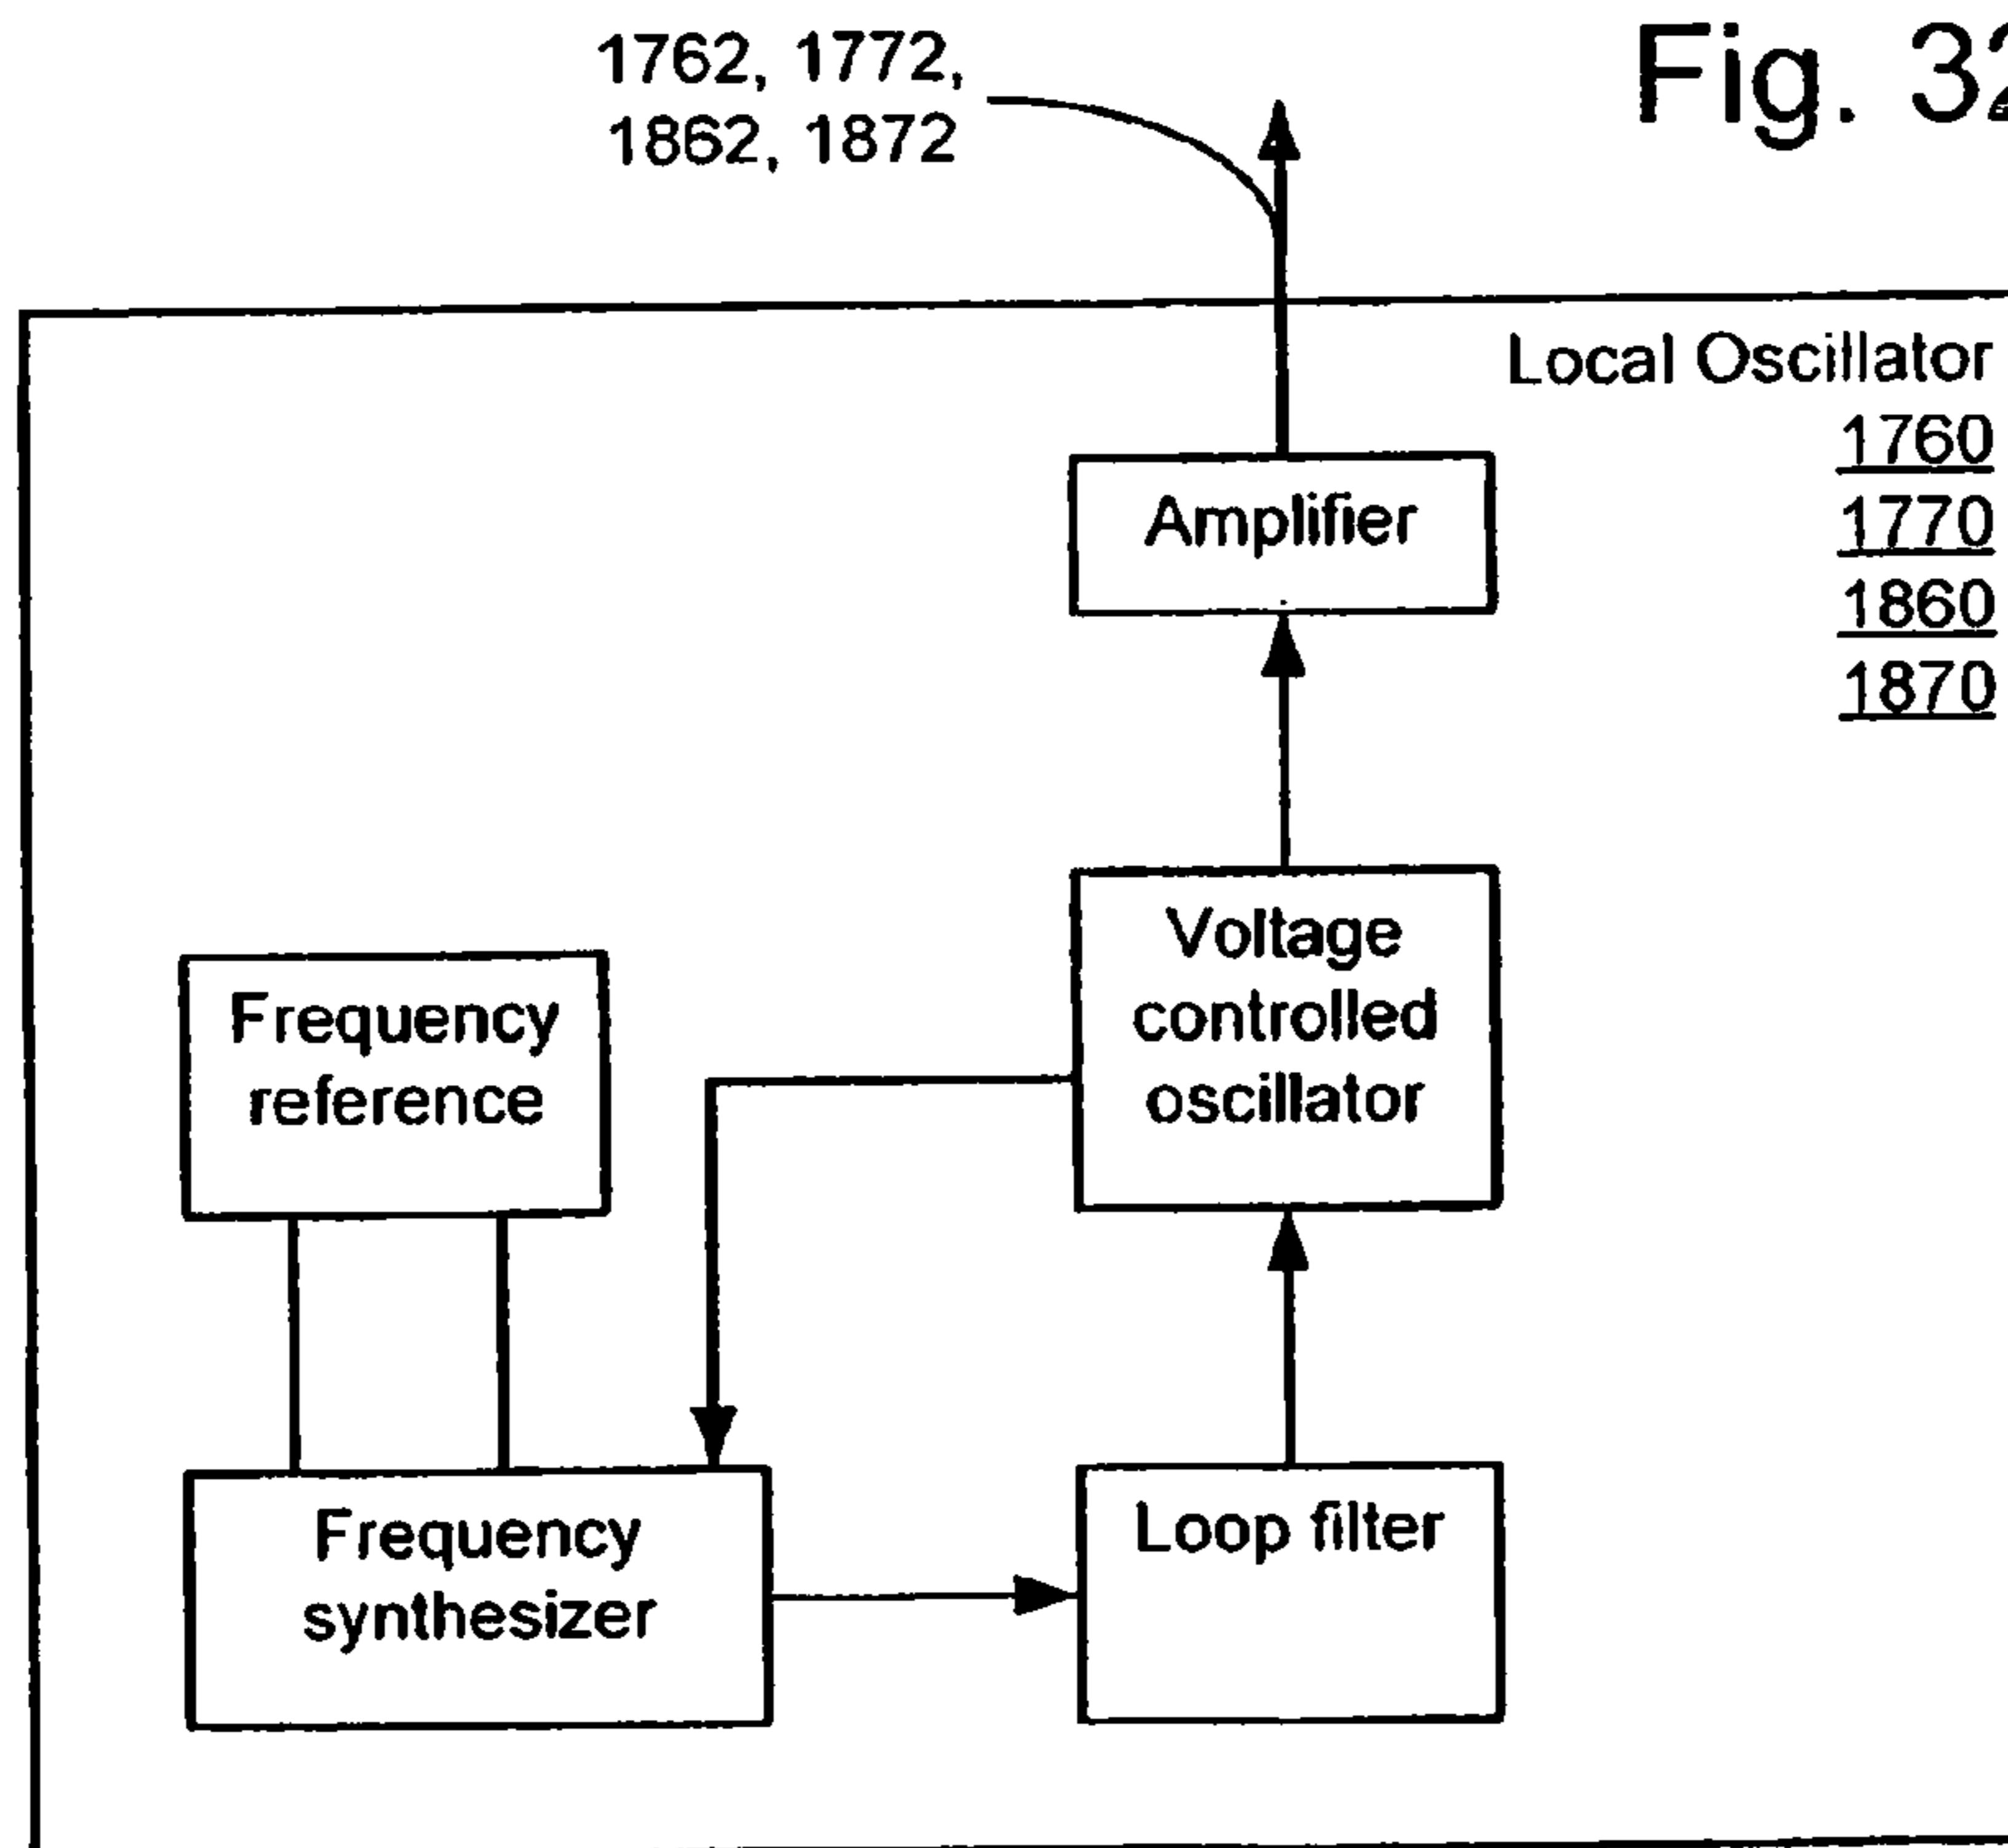 1762, 1772,
1862, 1872
Fig. 32
Local Oscillator
1760
1770
1860
1870
Amplifier
Voltage
controlled
oscillator
Frequency
reference
Frequency
synthesizer
Loop filter